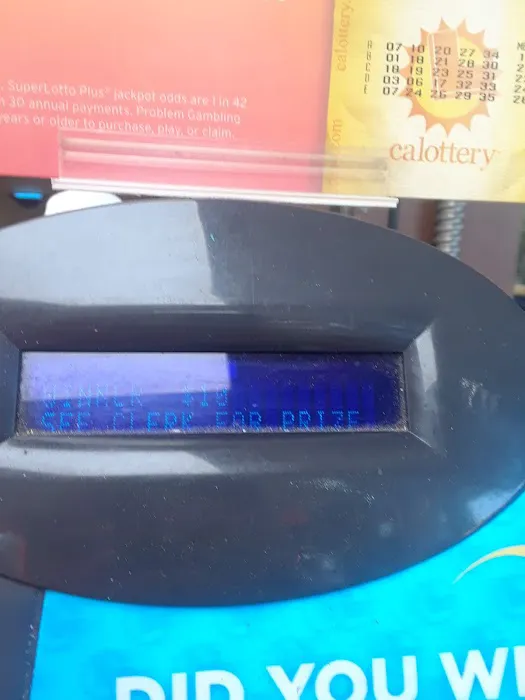 . SuperLotto Plus® jackpot odds are 1 in 42
30 annual payments. Problem Gambling
years or older to purchase, play, or claim.
calottery
.com
A 07 10 20 27 34
B 01 18 21 28 30
C 18 19 23 25 31
D 03 06 17 32 33
E 07 24 26 29 35
calottery
WINNER $10
SEE CLERK FOR PRIZE
DID YOU WI